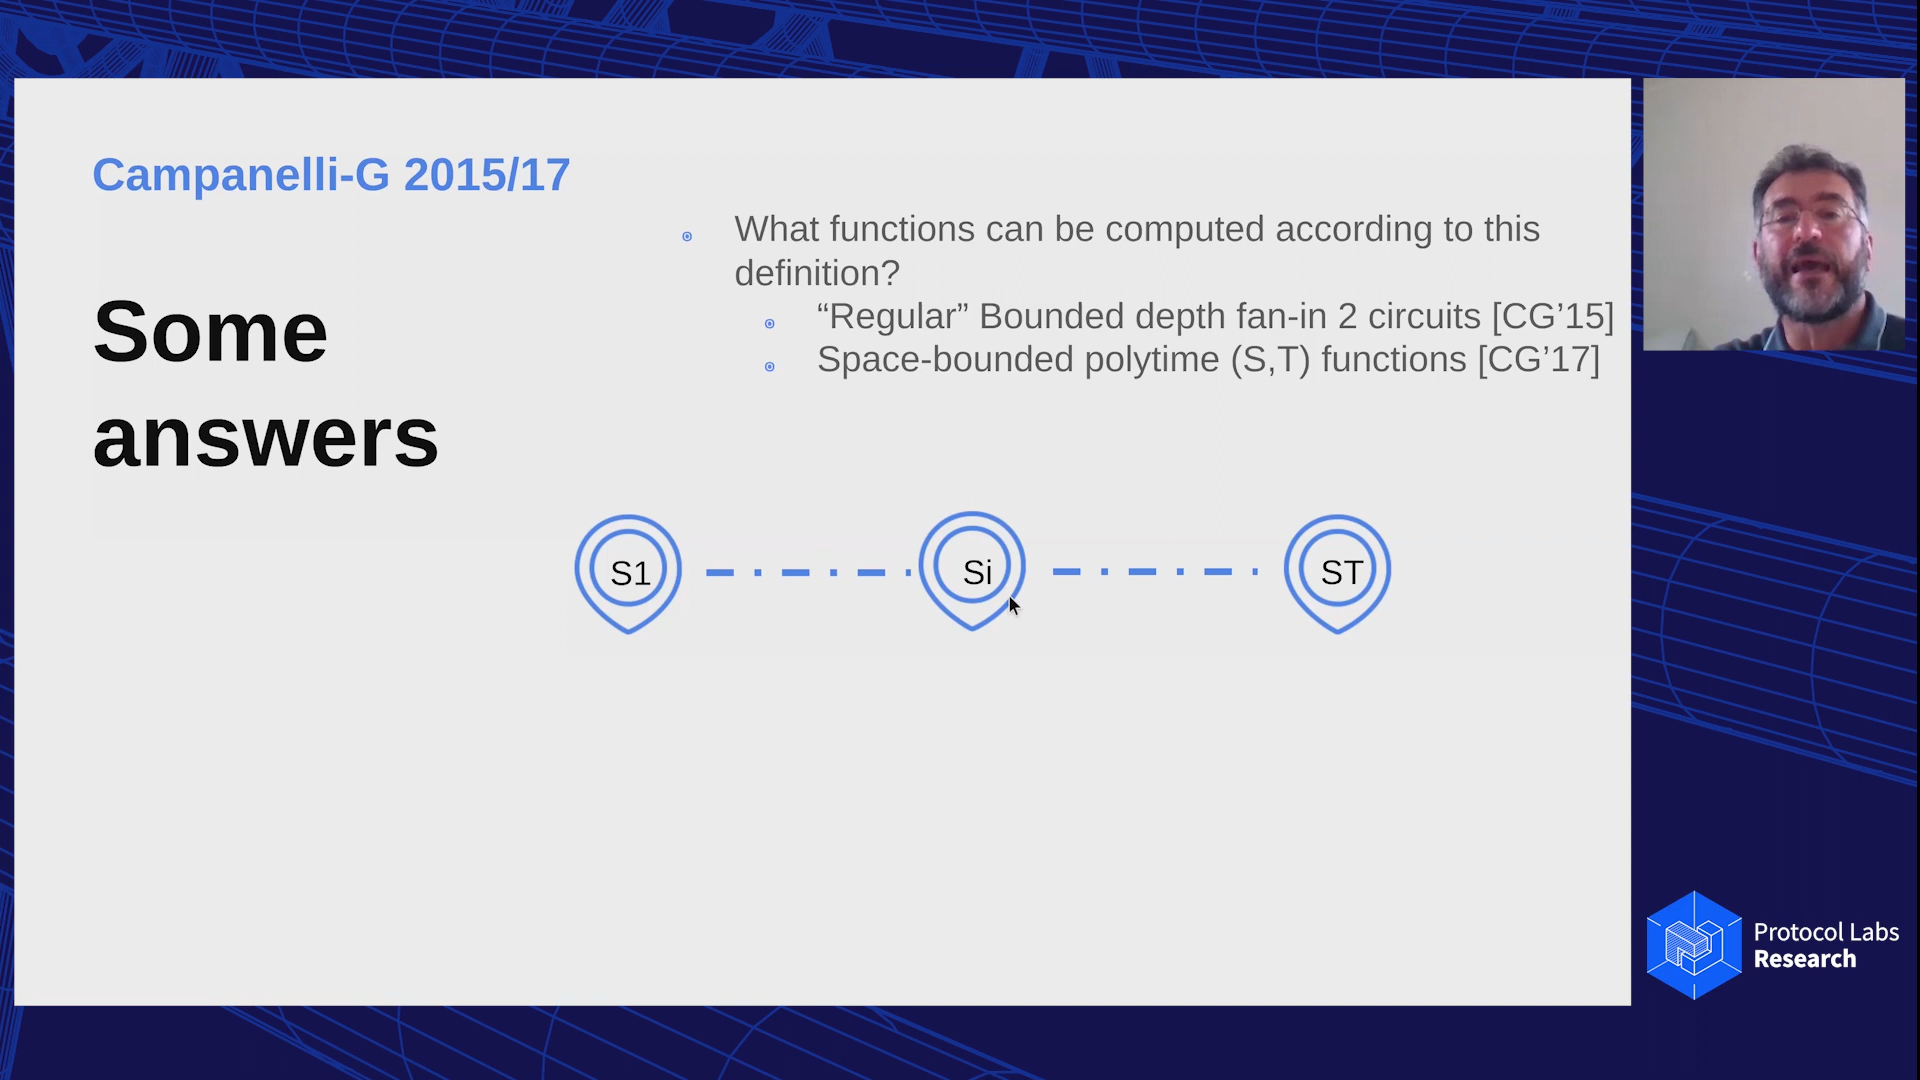 Campanelli-G 2015/17
Some
answers
What functions can be computed according to this
definition?
“Regular” Bounded depth fan-in 2 circuits [CG’15]
Space-bounded polytime (S,T) functions [CG’17]
S1
Si
ST
Protocol Labs
Research